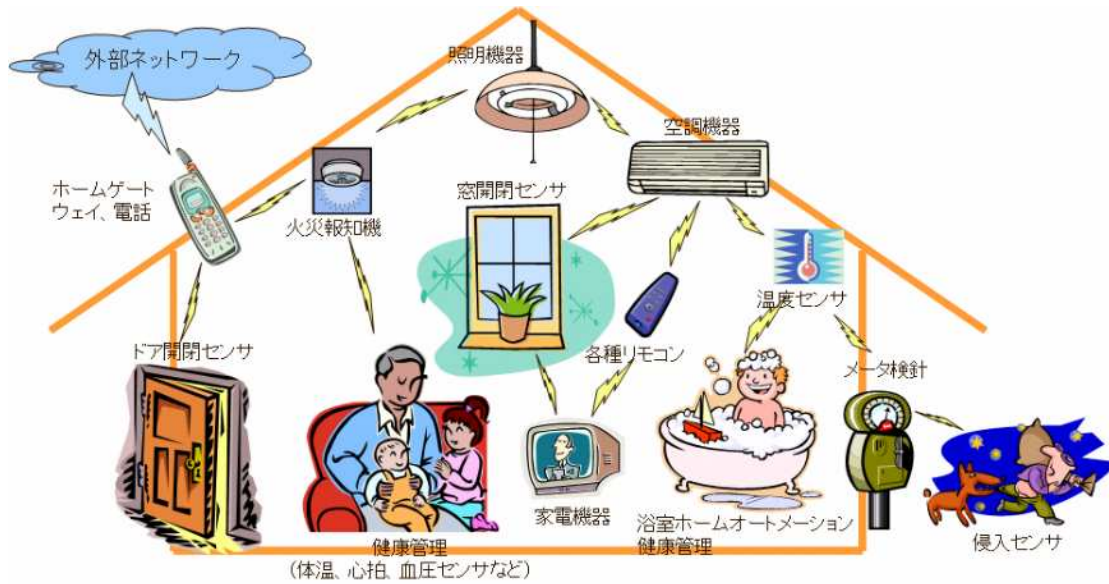 外部ネットワーク
照明機器
空調機器
ホームゲート
ウェイ、電話
火災報知機
窓開閉センサ
温度センサ
ドア開閉センサ
各種リモコン
メータ検針
家電機器
浴室ホームオートメーション
健康管理
侵入センサ
健康管理
（体温、心拍、血圧センサなど）